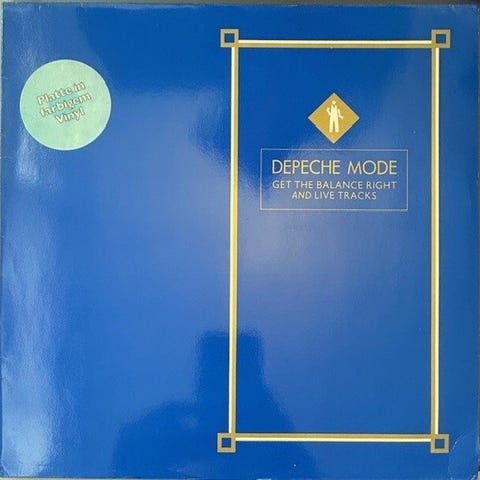 Platte in
farbigem
Vinyl
DEPECHE MODE
GET THE BALANCE RIGHT
AND LIVE TRACKS